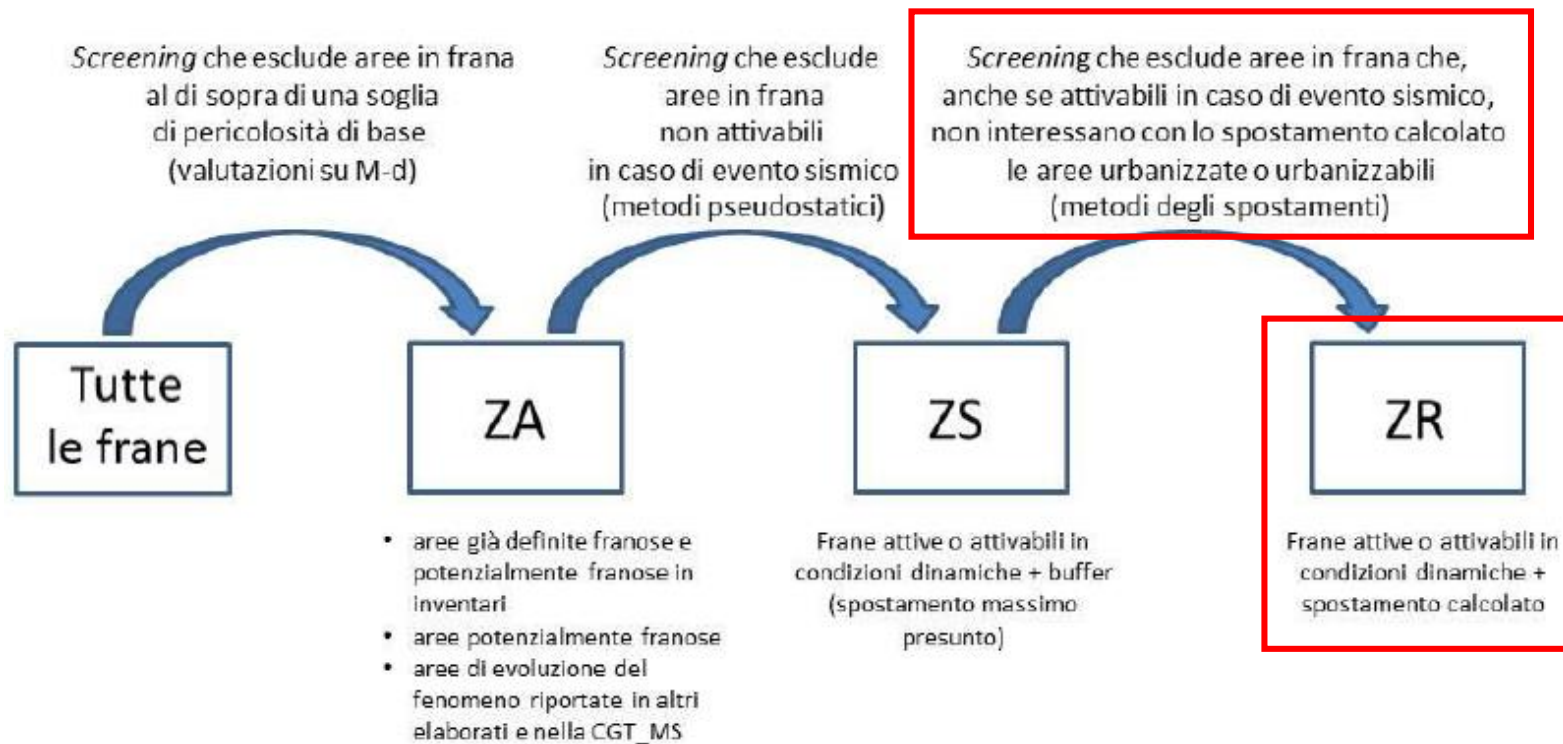 Screening che esclude aree in frana
al di sopra di una soglia
di pericolosità di base
(valutazioni su M-d)
Screening che esclude
aree in frana
non attivabili
in caso di evento sismico
(metodi pseudostatici)
Screening che esclude aree in frana che,
anche se attivabili in caso di evento sismico,
non interessano con lo spostamento calcolato
le aree urbanizzate o urbanizzabili
(metodi degli spostamenti)
Tutte
le frane
ZA
ZS
ZR
• aree già definite franose e
potenzialmente franose in
inventari
• aree potenzialmente franose
• aree di evoluzione del
fenomeno riportate in altri
elaborati e nella CGT_MS
Frane attive o attivabili in
condizioni dinamiche + buffer
(spostamento massimo
presunto)
Frane attive o attivabili in
condizioni dinamiche +
spostamento calcolato